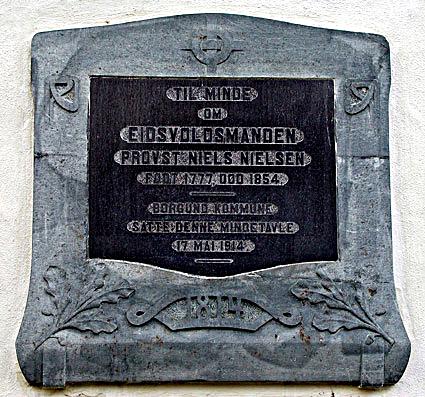 TIL MINDE
OM
EIDSVOLDSMANDEN
PROVST NIELS NIELSEN
FØDT 1777, DØD 1854.
BORGUND KOMMUNE
SATTE DENNE MINDETAVLE
17 MAI 1914.
1814